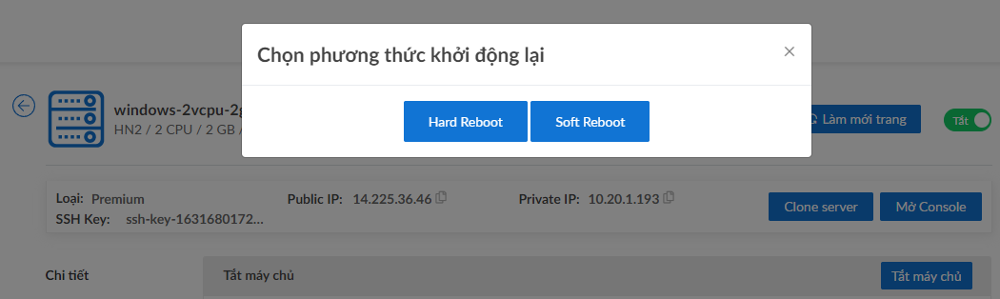 Chọn phương thức khởi động lại
×
Hard Reboot Soft Reboot
windows-2vcpu-2g
HN2 / 2 CPU / 2 GB /
Làm mới trang
Tắt
Loại: Premium
Public IP: 14.225.36.46
Private IP: 10.20.1.193
SSH Key: ssh-key-1631680172...
Clone server
Mở Console
Chi tiết
Tắt máy chủ
Tắt máy chủ